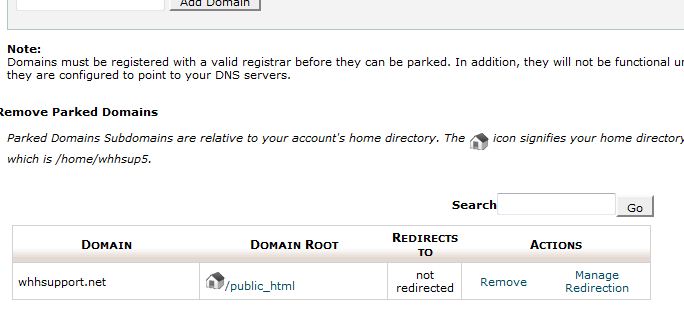 Add Domain
Note:
Domains must be registered with a valid registrar before they can be parked. In addition, they will not be functional
they are configured to point to your DNS servers.
Remove Parked Domains
Parked Domains Subdomains are relative to your account's home directory. The icon signifies your home directory
which is /home/whhsup5.
Search Go
DOMAIN DOMAIN ROOT REDIRECTS TO ACTIONS
whhsupport.net /public_html not redirected Remove Manage Redirection